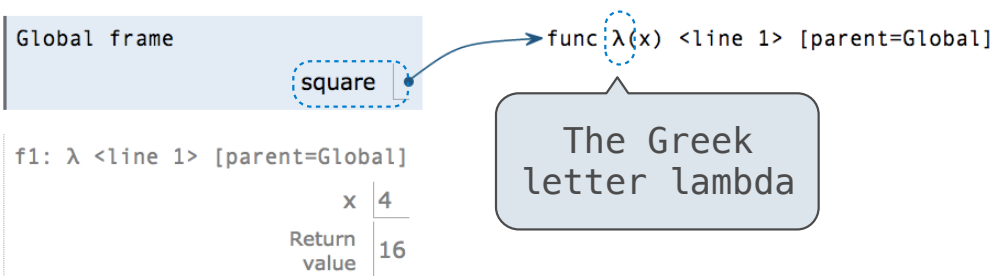 Global frame
func λ(x) <line 1> [parent=Global]
square
The Greek
letter lambda
f1: λ <line 1> [parent=Global]
x 4
Return
value 16